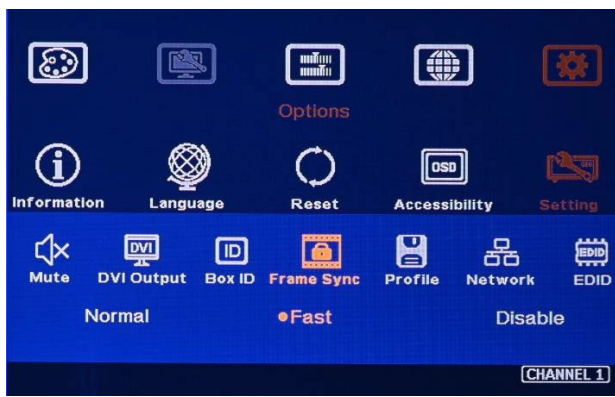 Options
Information Language Reset OSD Accessibility Setting
DVI ID EDID
Mute DVI Output Box ID Frame Sync Profile Network EDID
Normal •Fast Disable
CHANNEL 1